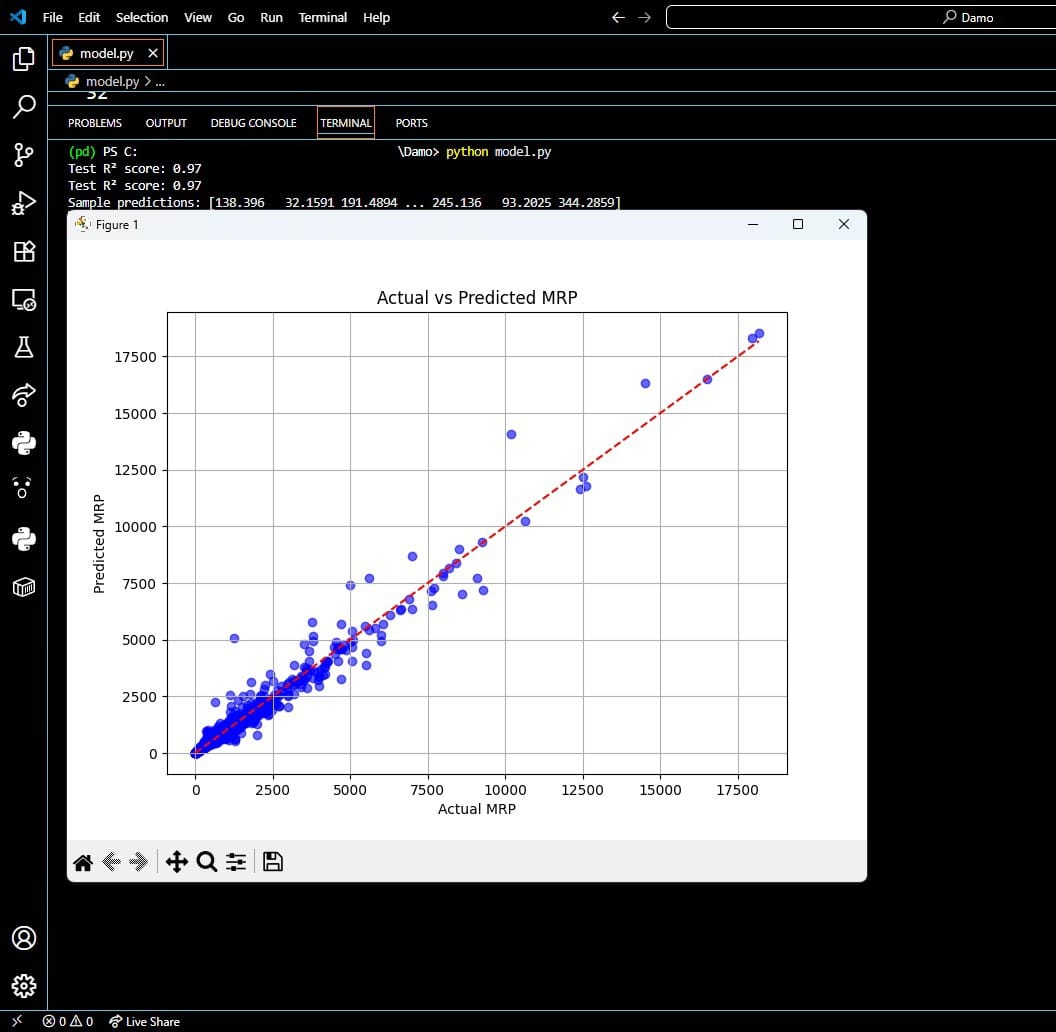 File Edit Selection View Go Run Terminal Help
Damo
model.py
model.py > ...
32
PROBLEMS OUTPUT DEBUG CONSOLE TERMINAL PORTS
(pd) PS C: \Damo> python model.py
Test R² score: 0.97
Test R² score: 0.97
Sample predictions: [138.396 32.1591 191.4894 ... 245.136 93.2025 344.2859]
Figure 1
Actual vs Predicted MRP
17500
15000
12500
10000
7500
5000
2500
0
Predicted MRP
0 2500 5000 7500 10000 12500 15000 17500
Actual MRP
0 0 Live Share